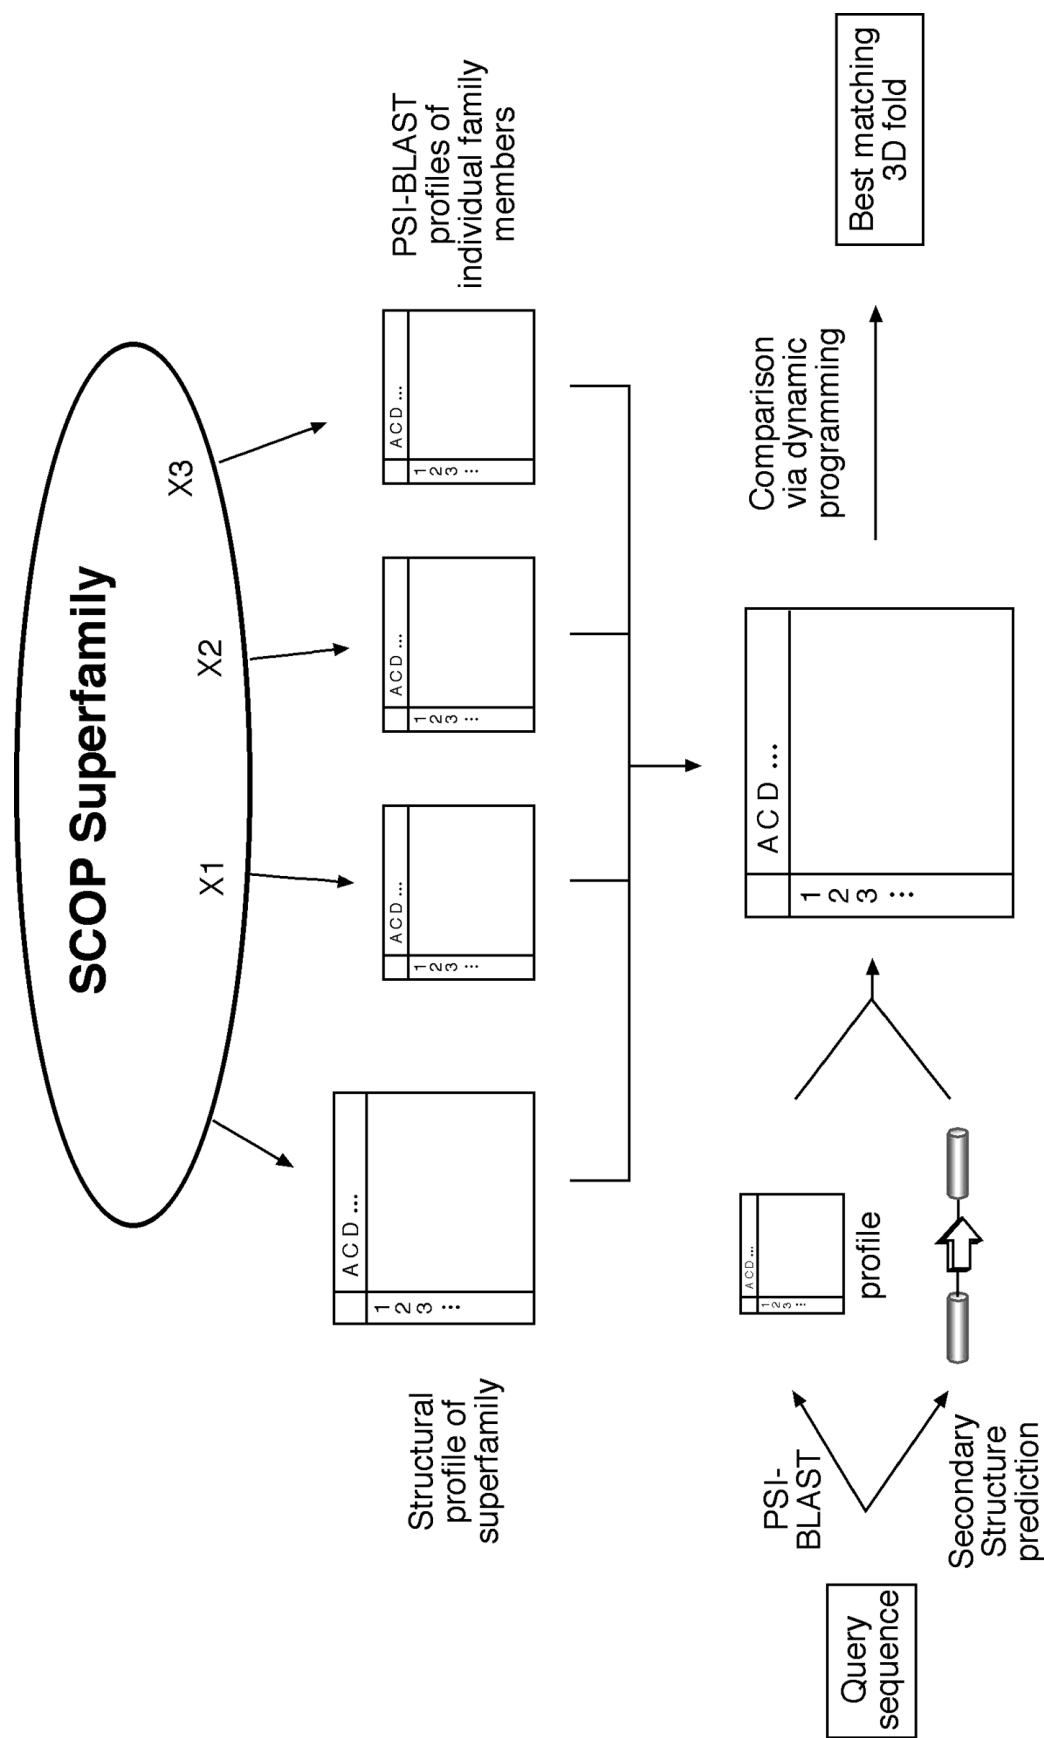 SCOP Superfamily
X1
X2
X3
Structural
profile of
superfamily
A C D ...
1
2
3
...
A C D ...
1
2
3
...
A C D ...
1
2
3
...
A C D ...
1
2
3
...
PSI-BLAST
profiles of
individual family
members
Query
sequence
PSI-
BLAST
Secondary
Structure
prediction
A C D ...
1
2
3
...
profile
A C D ...
1
2
3
...
Comparison
via dynamic
programming
Best matching
3D fold